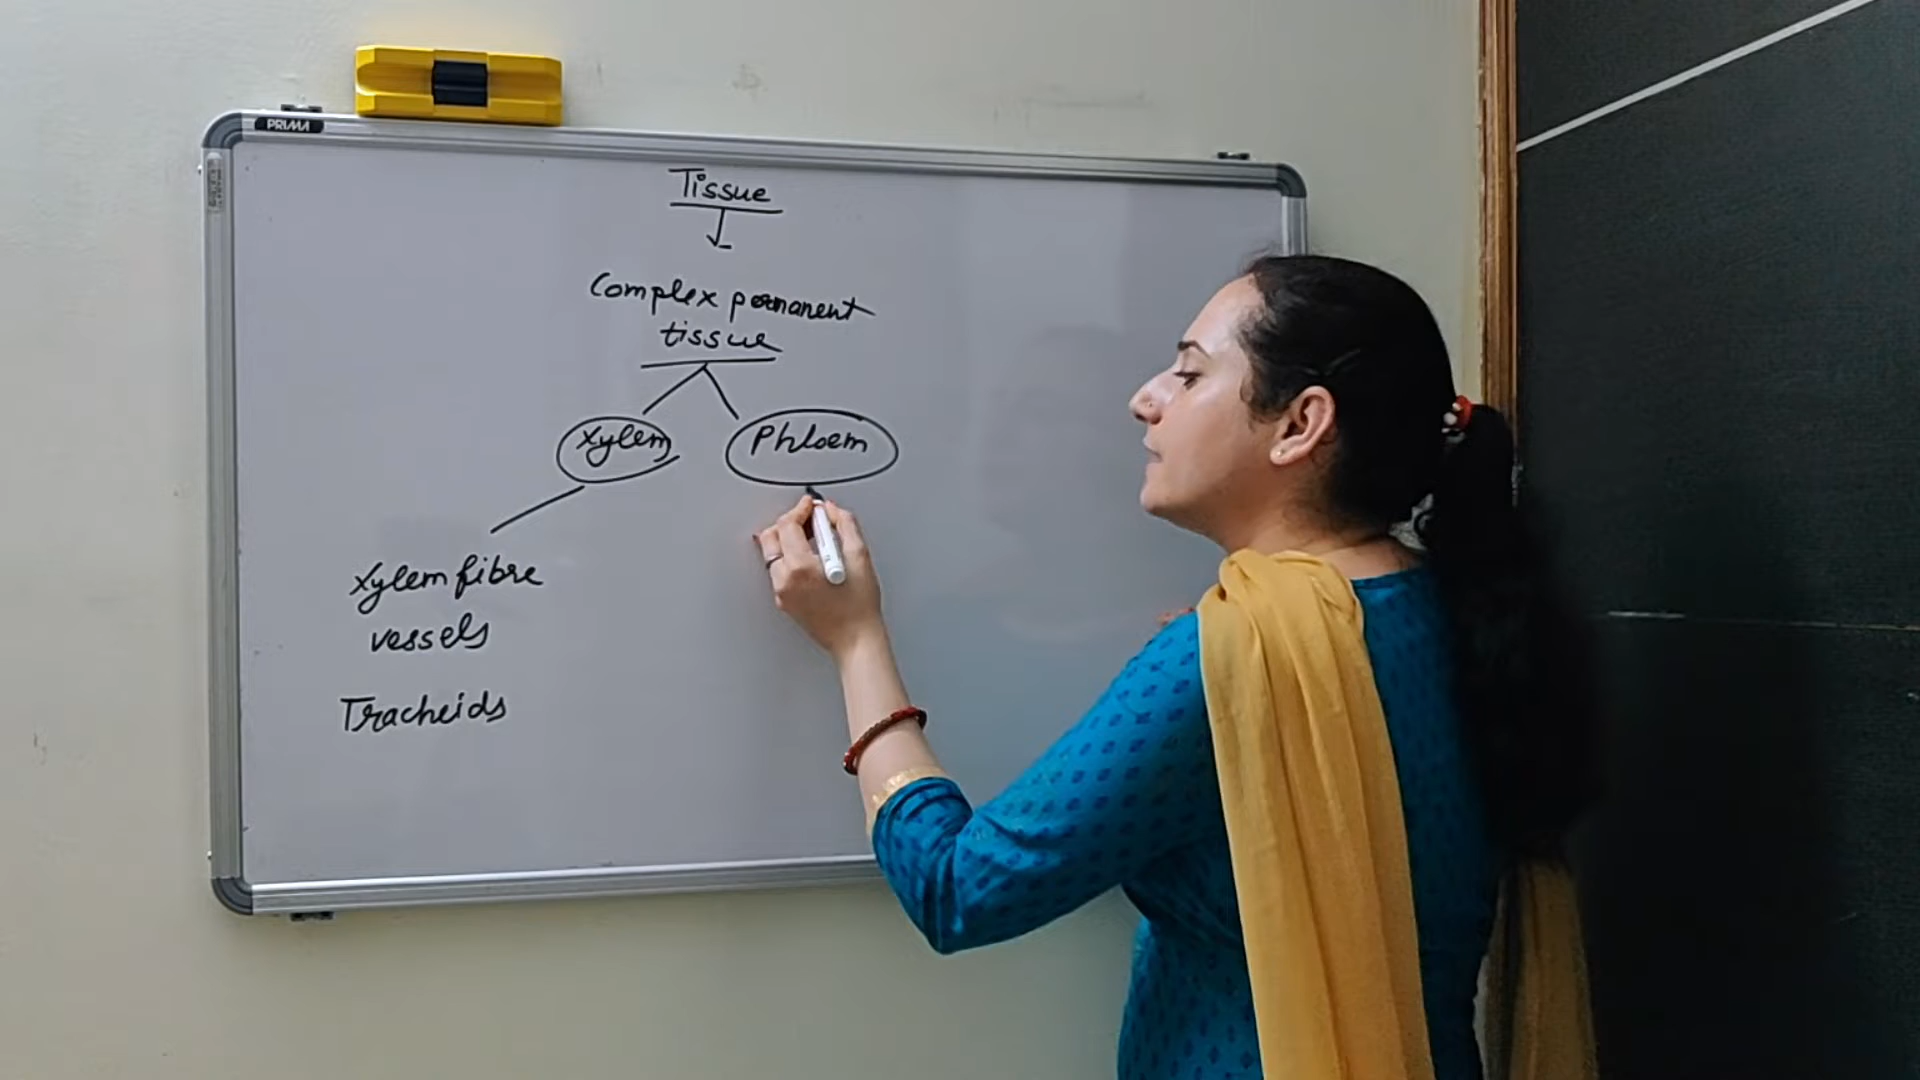 PRIMA
Tissue
Complex permanent
tissue
Xylem
Phloem
Xylem fibre
vessels
Tracheids